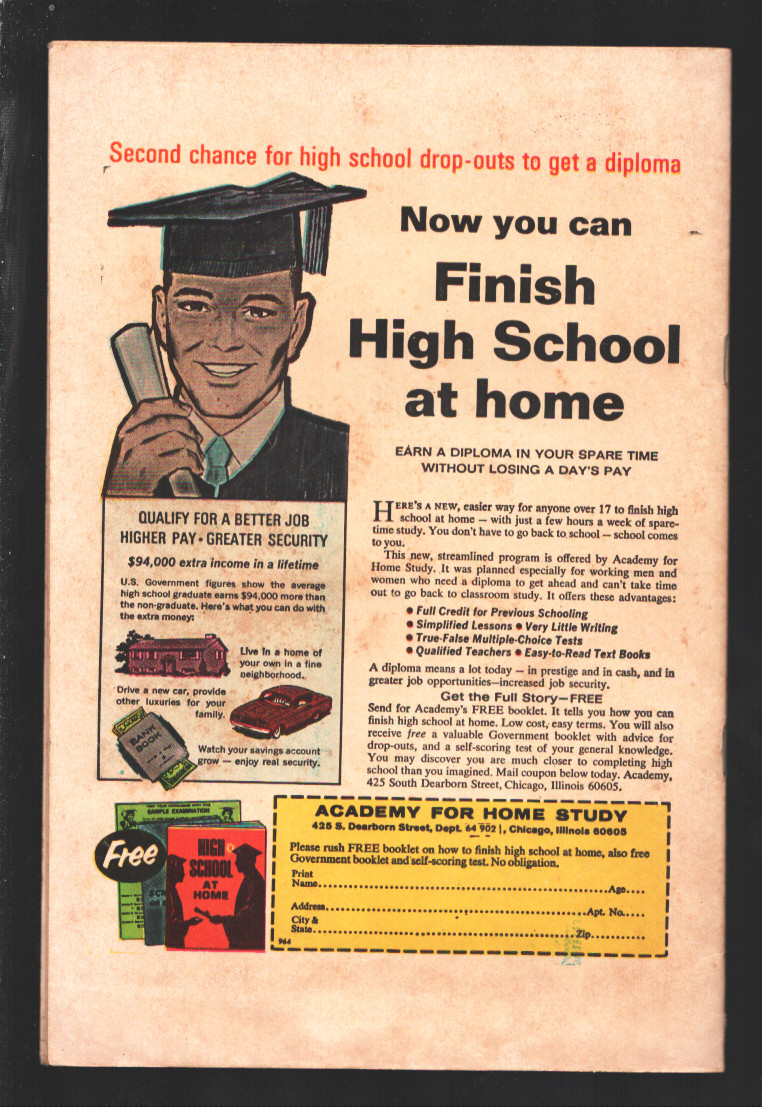 Second chance for high school drop-outs to get a diploma
Now you can
Finish
High School
at home
EARN A DIPLOMA IN YOUR SPARE TIME
WITHOUT LOSING A DAY'S PAY
QUALIFY FOR A BETTER JOB
HIGHER PAY • GREATER SECURITY
$94,000 extra income in a lifetime
U.S. Government figures show the average
high school graduate earns $94,000 more than
the non-graduate. Here's what you can do with
the extra money:
Live in a home of
your own in a fine
neighborhood.
Drive a new car, provide
other luxuries for your
family.
BANK
BOOK
Watch your savings account
grow — enjoy real security.
HERE'S A NEW, easier way for anyone over 17 to finish high
school at home — with just a few hours a week of spare-
time study. You don't have to go back to school — school comes
to you.
This new, streamlined program is offered by Academy for
Home Study. It was planned especially for working men and
women who need a diploma to get ahead and can't take time
out to go back to classroom study. It offers these advantages:
• Full Credit for Previous Schooling
• Simplified Lessons • Very Little Writing
• True-False Multiple-Choice Tests
• Qualified Teachers • Easy-to-Read Text Books
A diploma means a lot today — in prestige and in cash, and in
greater job opportunities—increased job security.
Get the Full Story—FREE
Send for Academy's FREE booklet. It tells you how you can
finish high school at home. Low cost, easy terms. You will also
receive free a valuable Government booklet with advice for
drop-outs, and a self-scoring test of your general knowledge.
You may discover you are much closer to completing high
school than you imagined. Mail coupon below today. Academy,
425 South Dearborn Street, Chicago, Illinois 60605.
SAMPLE EXAMINATION
Free
HIGH
SCHOOL
AT
HOME
ACADEMY FOR HOME STUDY
425 S. Dearborn Street, Dept. 64 902, Chicago, Illinois 60605
Please rush FREE booklet on how to finish high school at home, also free
Government booklet and self-scoring test. No obligation.
Print
Name Age
Address Apt. No.
City &
State Zip
964